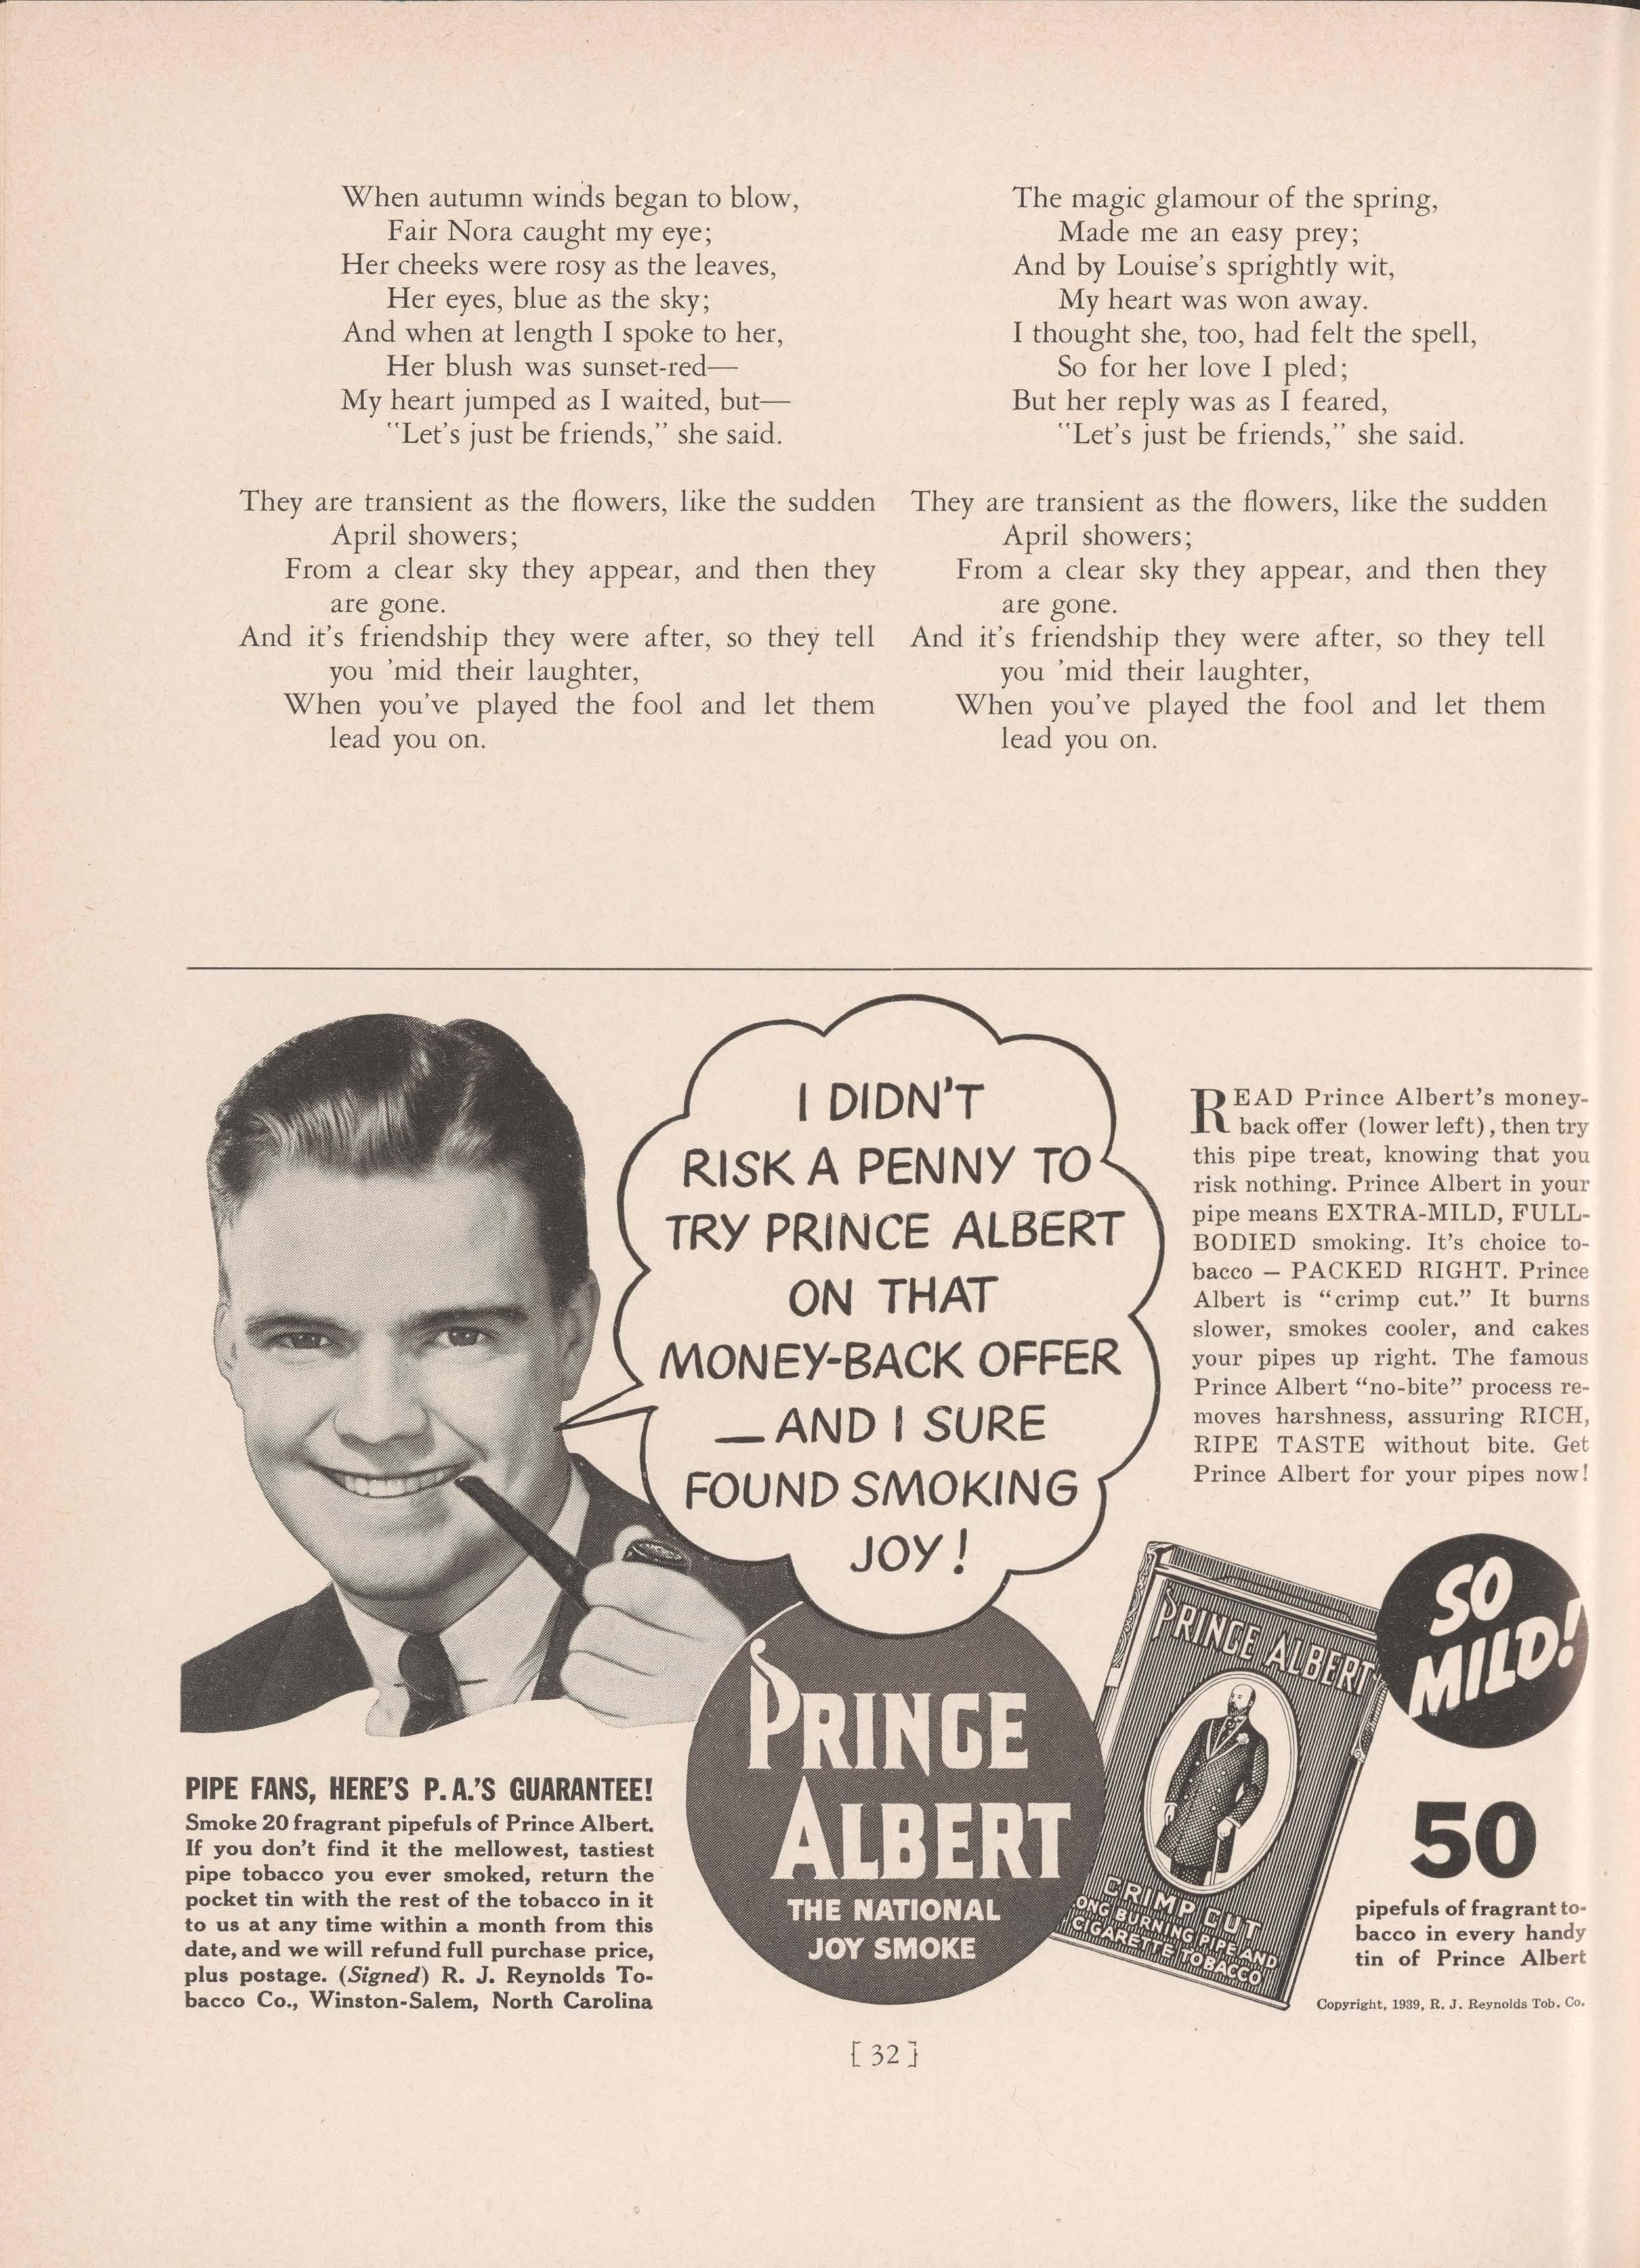 When autumn winds began to blow,
Fair Nora caught my eye;
Her cheeks were rosy as the leaves,
Her eyes, blue as the sky;
And when at length I spoke to her,
Her blush was sunset-red—
My heart jumped as I waited, but—
"Let's just be friends," she said.
They are transient as the flowers, like the sudden
April showers;
From a clear sky they appear, and then they
are gone.
And it's friendship they were after, so they tell
you 'mid their laughter,
When you've played the fool and let them
lead you on.
The magic glamour of the spring,
Made me an easy prey;
And by Louise's sprightly wit,
My heart was won away.
I thought she, too, had felt the spell,
So for her love I pled;
But her reply was as I feared,
"Let's just be friends," she said.
They are transient as the flowers, like the sudden
April showers;
From a clear sky they appear, and then they
are gone.
And it's friendship they were after, so they tell
you 'mid their laughter,
When you've played the fool and let them
lead you on.
I DIDN'T
RISK A PENNY TO
TRY PRINCE ALBERT
ON THAT
MONEY-BACK OFFER
—AND I SURE
FOUND SMOKING
JOY!
READ Prince Albert's money-
back offer (lower left), then try
this pipe treat, knowing that you
risk nothing. Prince Albert in your
pipe means EXTRA-MILD, FULL-
BODIED smoking. It's choice to-
bacco – PACKED RIGHT. Prince
Albert is "crimp cut." It burns
slower, smokes cooler, and cakes
your pipes up right. The famous
Prince Albert "no-bite" process re-
moves harshness, assuring RICH,
RIPE TASTE without bite. Get
Prince Albert for your pipes now!
PIPE FANS, HERE'S P.A.'S GUARANTEE!
Smoke 20 fragrant pipefuls of Prince Albert.
If you don't find it the mellowest, tastiest
pipe tobacco you ever smoked, return the
pocket tin with the rest of the tobacco in it
to us at any time within a month from this
date, and we will refund full purchase price,
plus postage. (Signed) R. J. Reynolds To-
bacco Co., Winston-Salem, North Carolina
PRINCE
ALBERT
THE NATIONAL
JOY SMOKE
PRINCE ALBERT
CRIMP CUT
ONG BURNING PIPE AND
CIGARETTE TOBACCO
SO
MILD!
50
pipefuls of fragrant to-
bacco in every handy
tin of Prince Albert
Copyright, 1939, R. J. Reynolds Tob. Co.
[ 32 ]